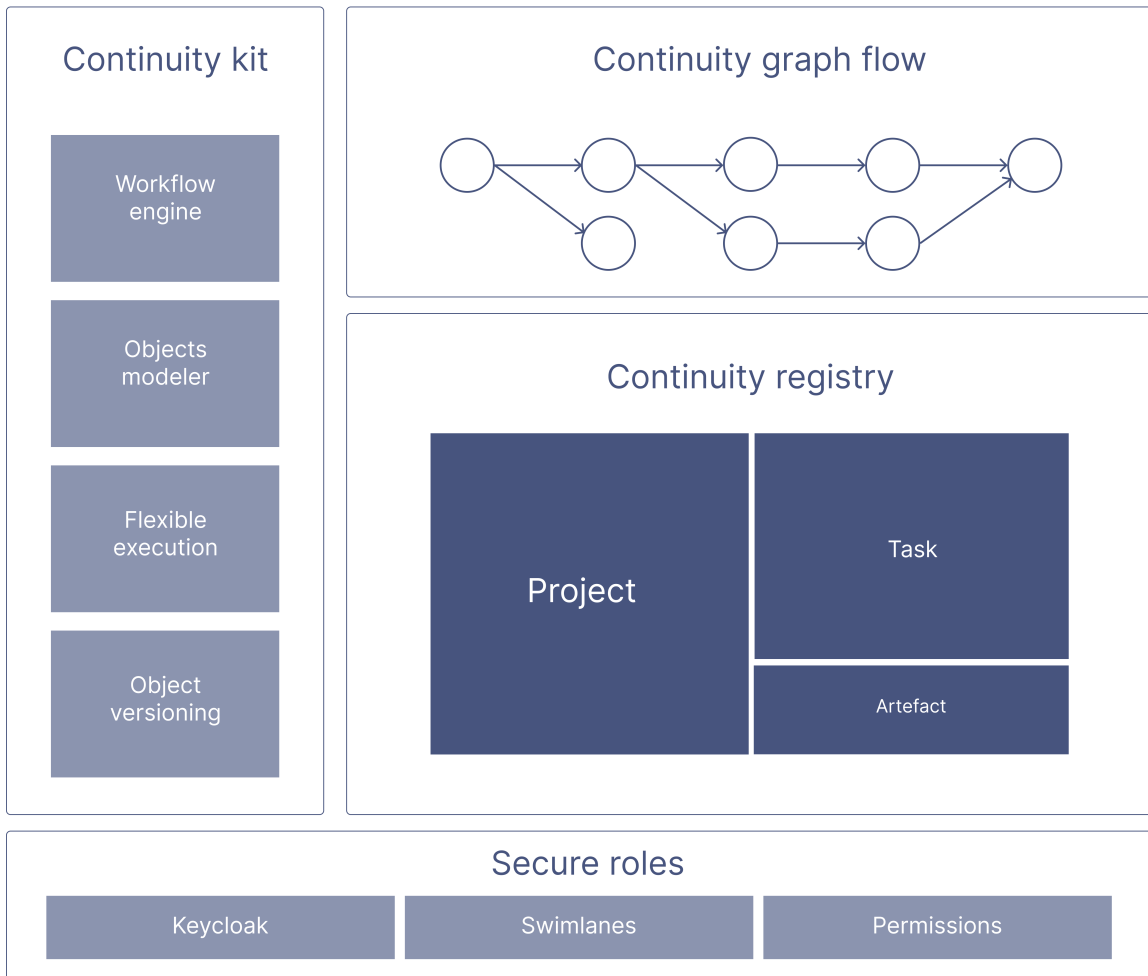 Continuity kit
Workflow
engine
Objects
modeler
Flexible
execution
Object
versioning
Continuity graph flow
Continuity registry
Project
Task
Artefact
Secure roles
Keycloak
Swimlanes
Permissions